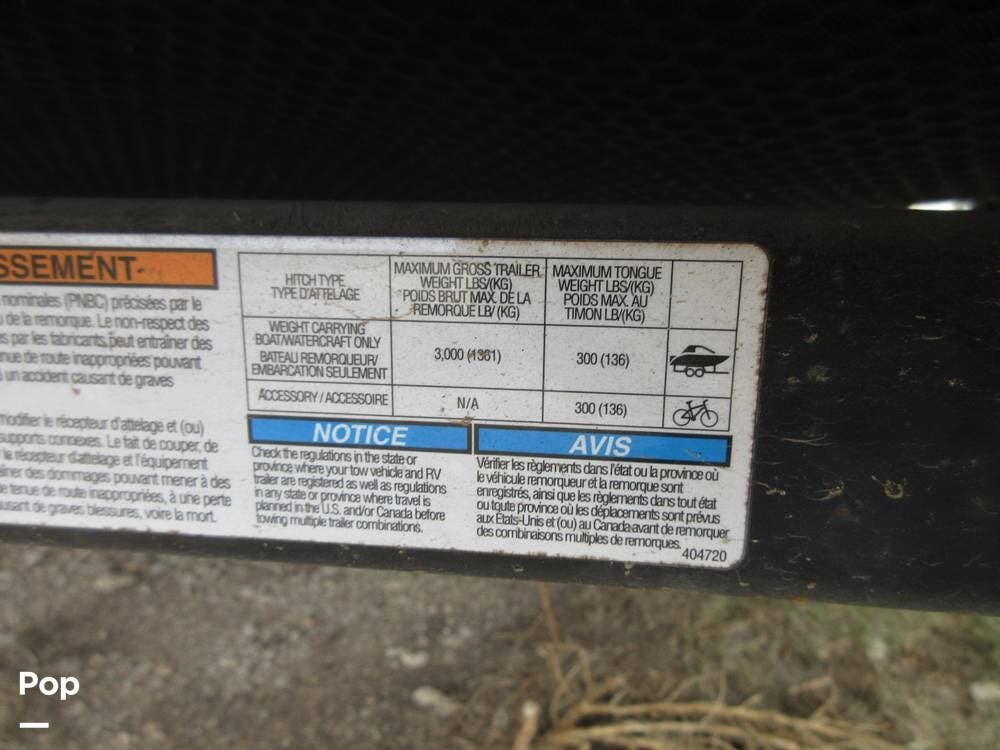 SSEMENT
nominales (PNBC) précisées par le
u de la remorque. Le non-respect des
es par les fabricants, peut entraîner des
nue de route inappropriées pouvant
à un accident causant de graves
modifier le récepteur d'attelage et (ou)
supports connexes. Le fait de couper, de
le récepteur d'attelage et l'équipement
îner des dommages pouvant mener à des
e tenue de route inappropriées, à une perte
usant de graves blessures, voire la mort.
HITCH TYPE
TYPE D'ATTELAGE
MAXIMUM GROSS TRAILER
WEIGHT LBS/(KG)
POIDS BRUT MAX. DE LA
REMORQUE LB/ (KG)
MAXIMUM TONGUE
WEIGHT LBS/(KG)
POIDS MAX. AU
TIMON LB/(KG)
WEIGHT CARRYING
BOAT/WATERCRAFT ONLY
BATEAU REMORQUEUR/
EMBARCATION SEULEMENT
3,000 (1361)
300 (136)
ACCESSORY / ACCESSOIRE
N/A
300 (136)
NOTICE
Check the regulations in the state or
province where your tow vehicle and RV
trailer are registered as well as regulations
in any state or province where travel is
planned in the U.S. and/or Canada before
towing multiple trailer combinations.
AVIS
Vérifier les règlements dans l'état ou la province où
le véhicule remorqueur et la remorque sont
enregistrés, ainsi que les règlements dans tout état
ou toute province où les déplacements sont prévus
aux États-Unis et (ou) au Canada avant de remorquer
des combinaisons multiples de remorques.
404720
Pop